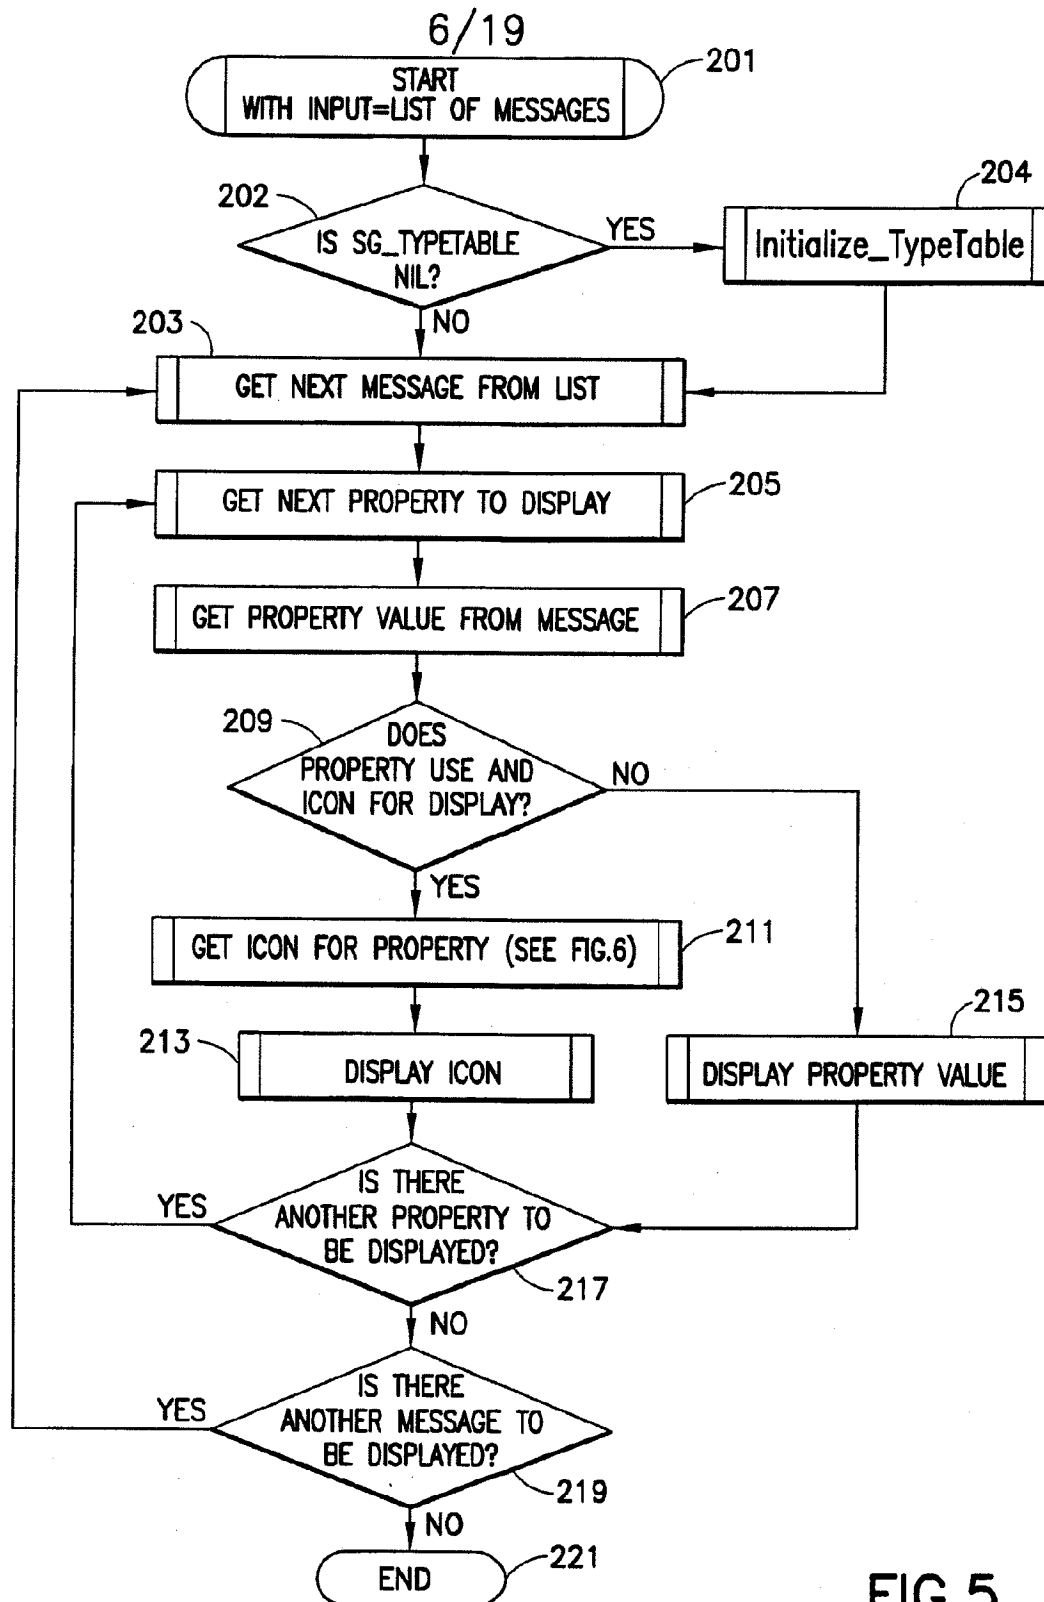 6/19
START
WITH INPUT=LIST OF MESSAGES
201
202
IS SG_TYPETABLE
NIL?
YES
204
Initialize_TypeTable
NO
203
GET NEXT MESSAGE FROM LIST
GET NEXT PROPERTY TO DISPLAY
205
GET PROPERTY VALUE FROM MESSAGE
207
209
DOES
PROPERTY USE AND
ICON FOR DISPLAY?
NO
YES
GET ICON FOR PROPERTY (SEE FIG.6)
211
213
DISPLAY ICON
215
DISPLAY PROPERTY VALUE
YES
IS THERE
ANOTHER PROPERTY TO
BE DISPLAYED?
217
NO
YES
IS THERE
ANOTHER MESSAGE TO
BE DISPLAYED?
219
NO
END
221
FIG.5